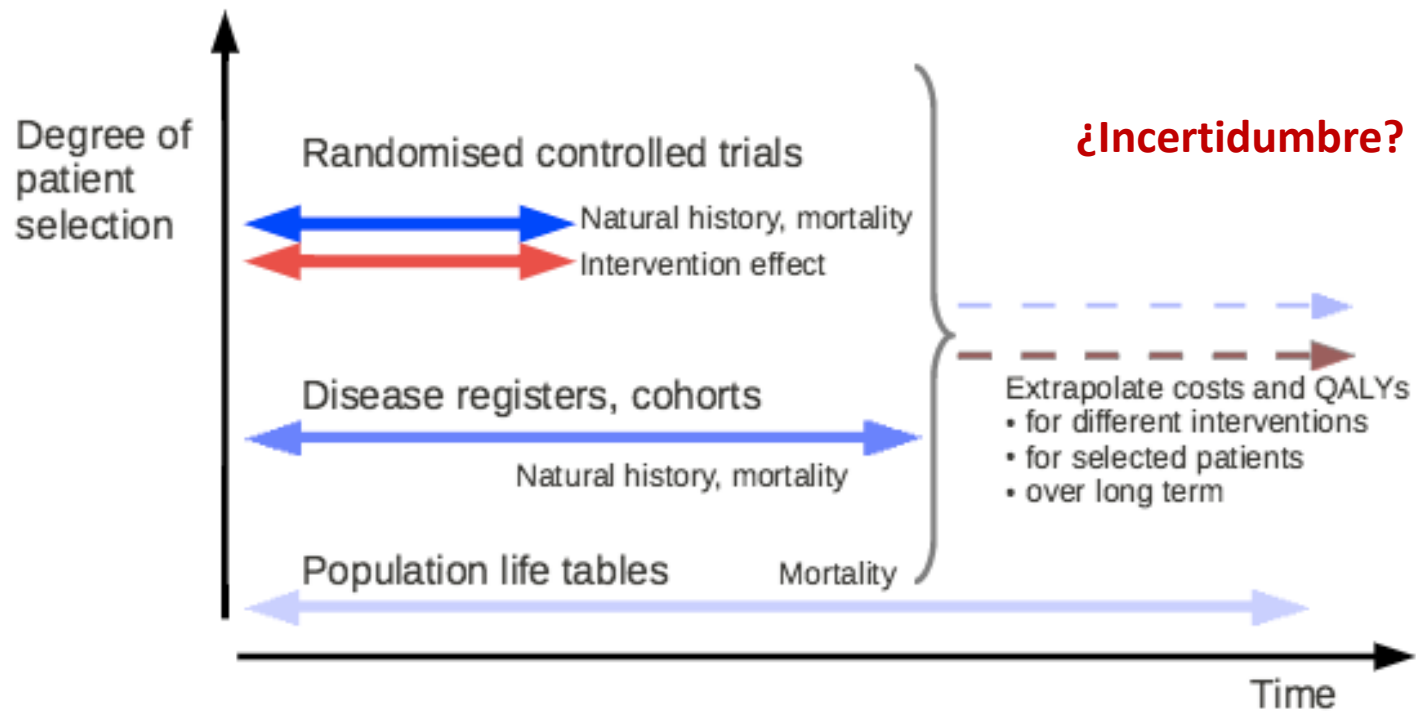 Degree of
patient
selection
Randomised controlled trials
Natural history, mortality
Intervention effect
Disease registers, cohorts
Natural history, mortality
Population life tables
Mortality
¿Incertidumbre?
Extrapolate costs and QALYs
• for different interventions
• for selected patients
• over long term
Time